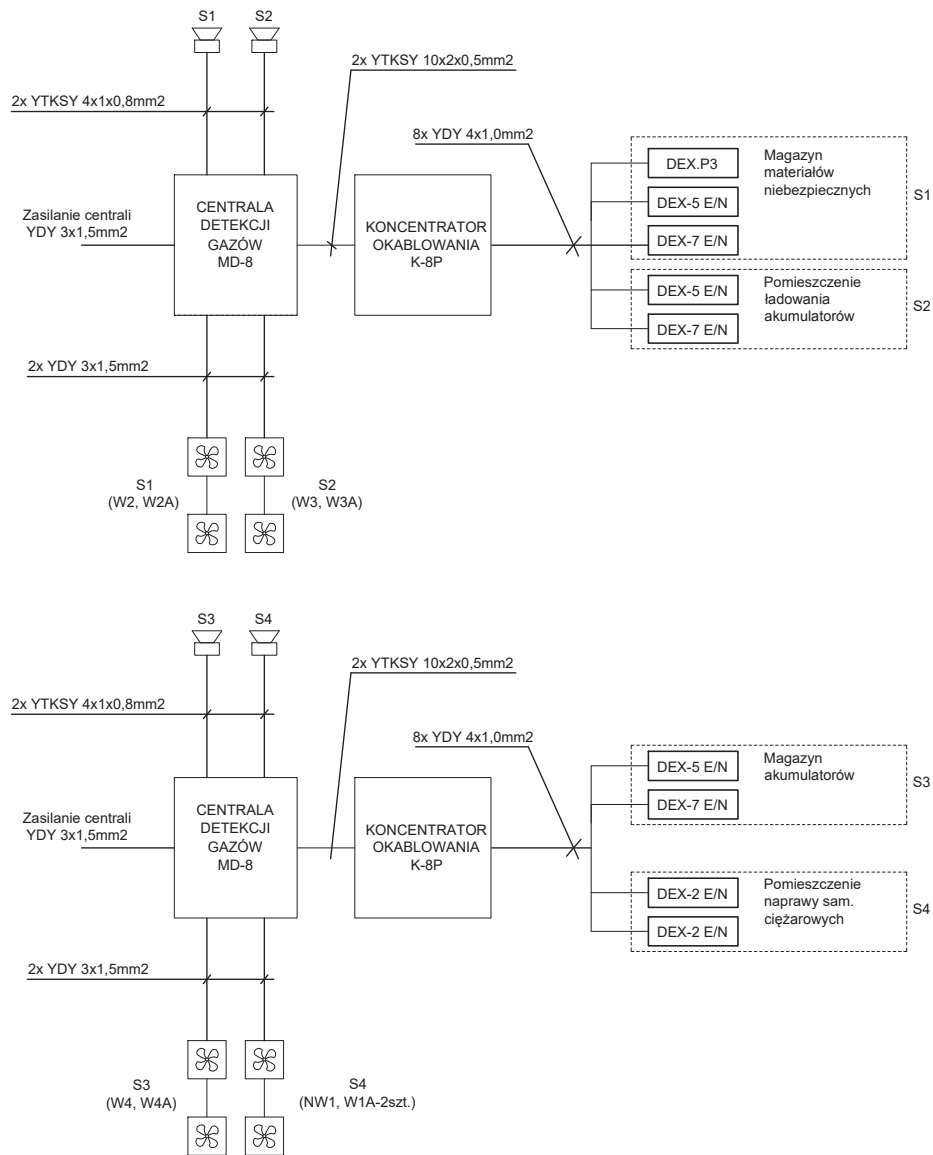 S1
S2
2x YTKSY 10x2x0,5mm2
2x YTKSY 4x1x0,8mm2
8x YDY 4x1,0mm2
Zasilanie centrali
YDY 3x1,5mm2
CENTRALA
DETEKCJI
GAZÓW
MD-8
KONCENTRATOR
OKABLOWANIA
K-8P
DEX.P3
DEX-5 E/N
DEX-7 E/N
Magazyn
materiałów
niebezpiecznych
S1
DEX-5 E/N
DEX-7 E/N
Pomieszczenie
ładowania
akumulatorów
S2
2x YDY 3x1,5mm2
S1
(W2, W2A)
S2
(W3, W3A)
S3
S4
2x YTKSY 10x2x0,5mm2
2x YTKSY 4x1x0,8mm2
8x YDY 4x1,0mm2
Zasilanie centrali
YDY 3x1,5mm2
CENTRALA
DETEKCJI
GAZÓW
MD-8
KONCENTRATOR
OKABLOWANIA
K-8P
DEX-5 E/N
DEX-7 E/N
Magazyn
akumulatorów
S3
DEX-2 E/N
DEX-2 E/N
Pomieszczenie
naprawy sam.
ciężarowych
S4
2x YDY 3x1,5mm2
S3
(W4, W4A)
S4
(NW1, W1A-2szt.)